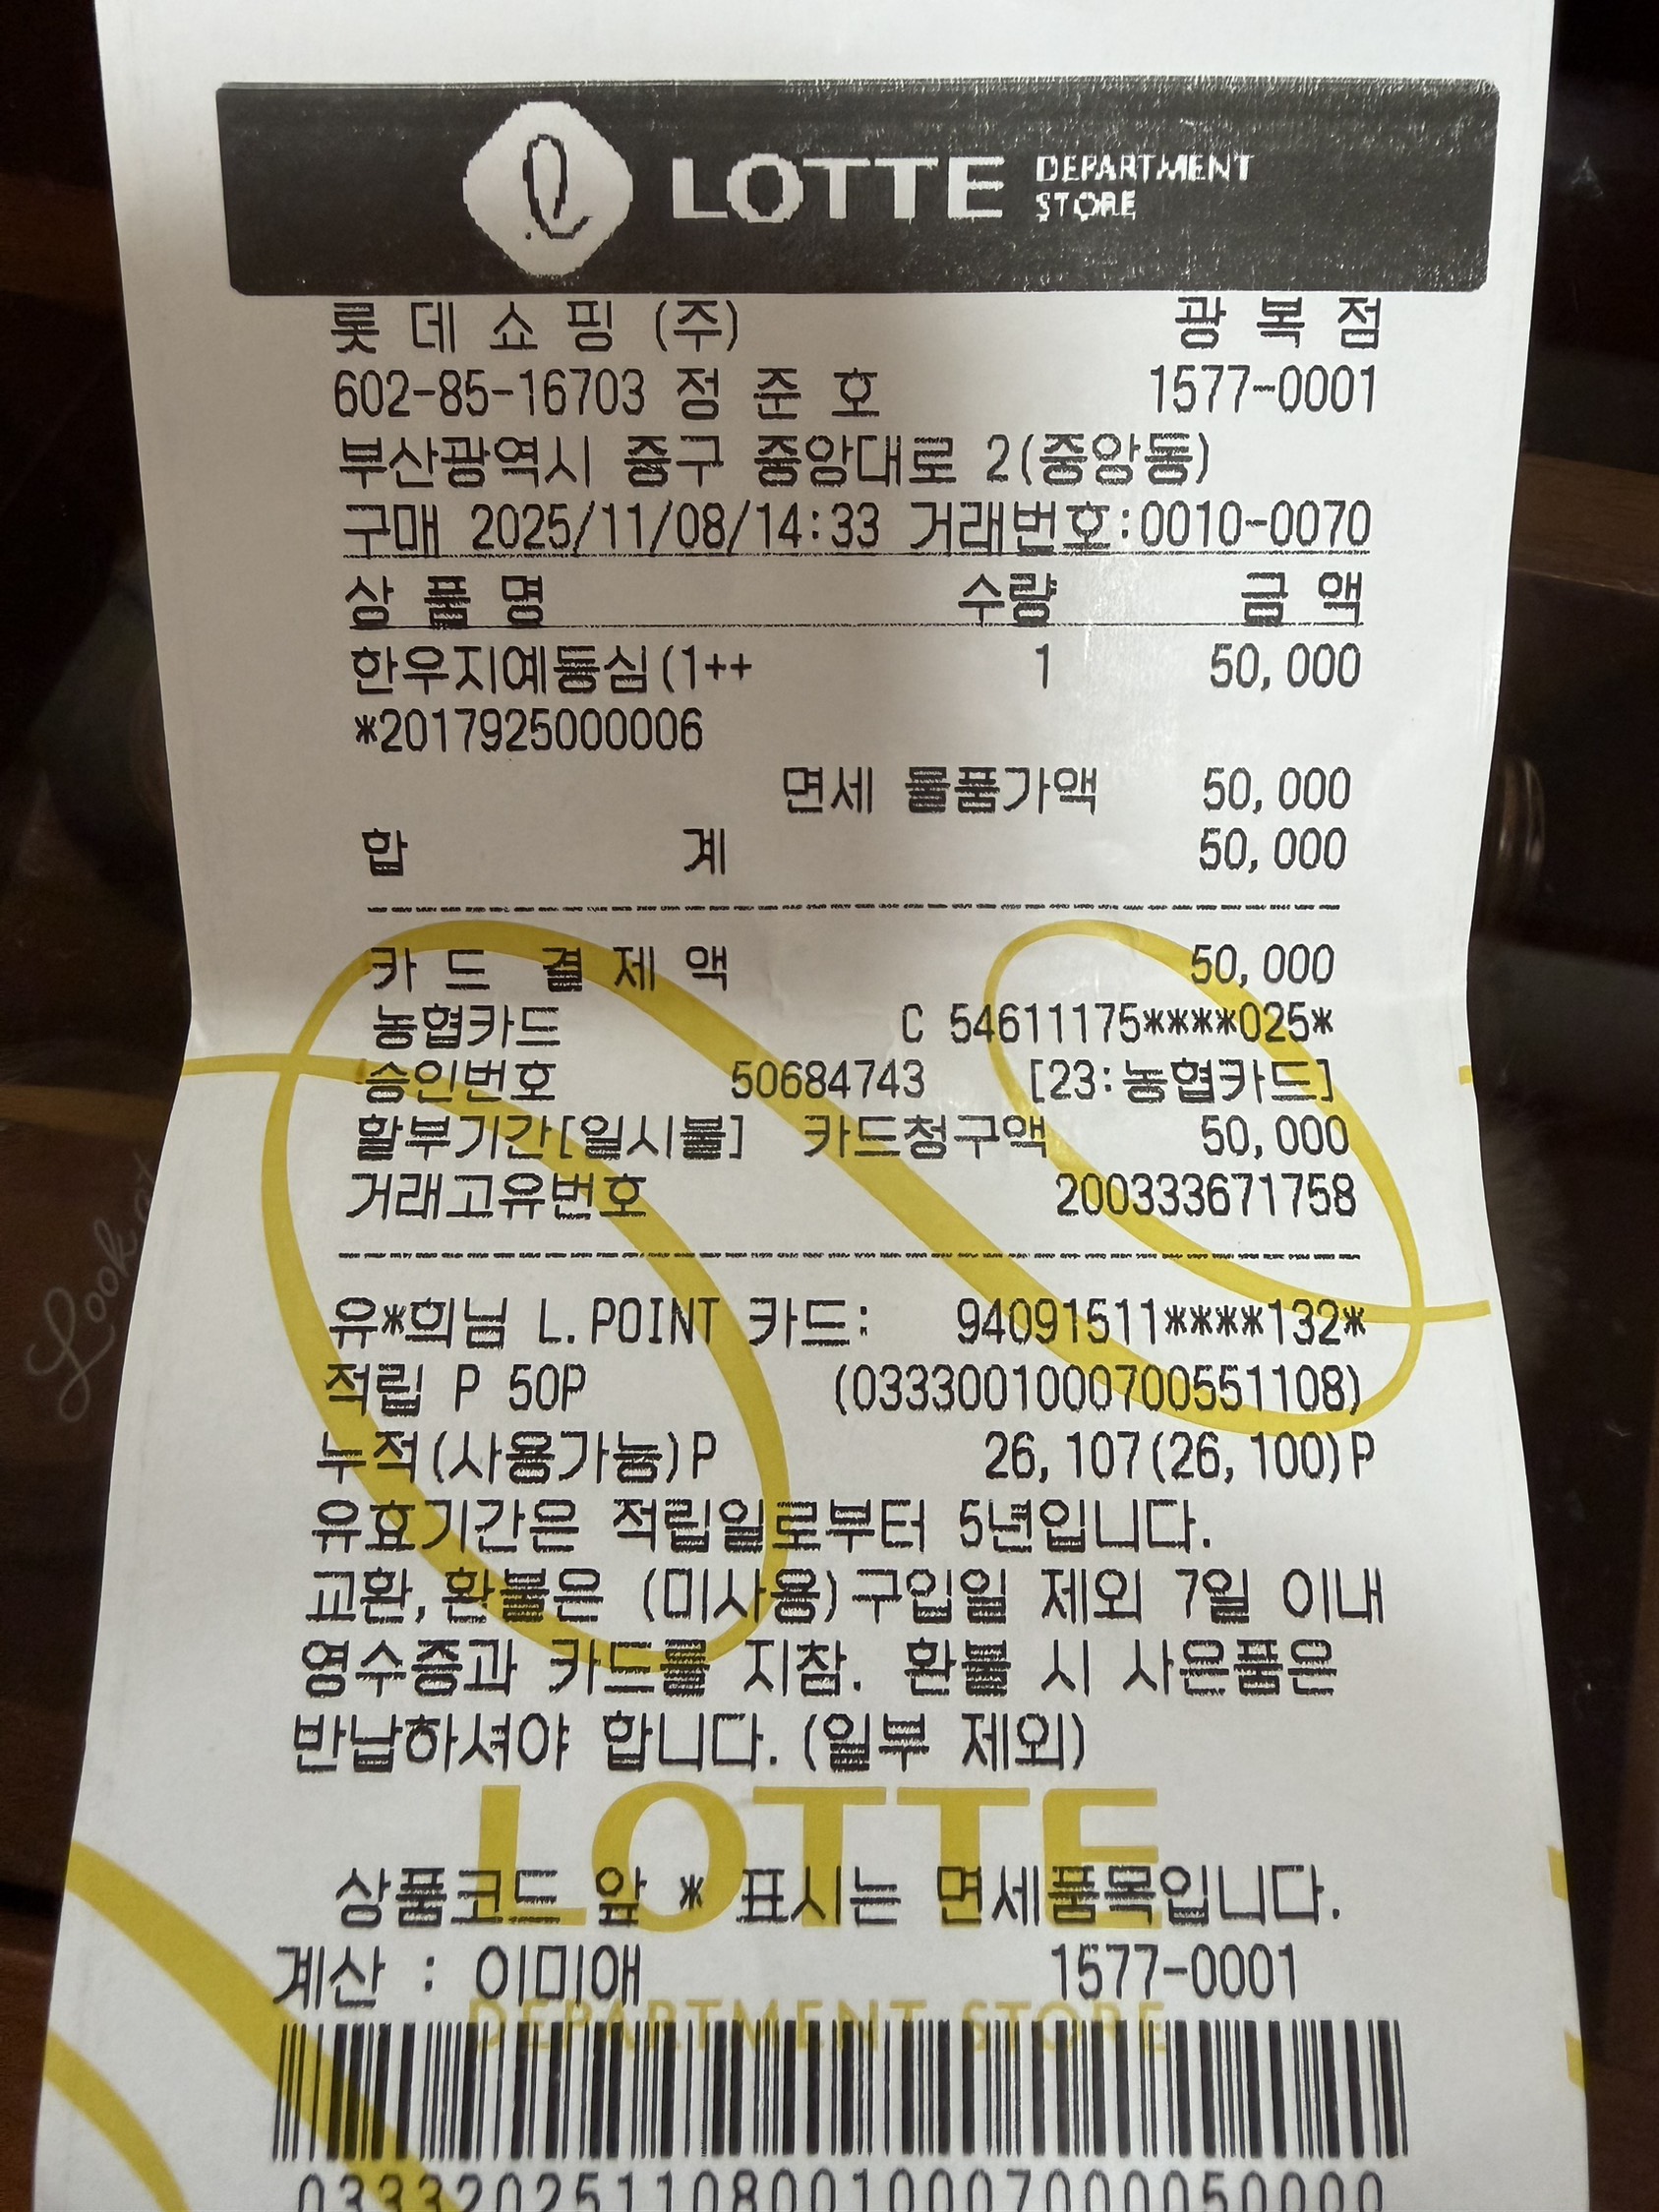 LOTTE DEPARTMENT STORE
롯데쇼핑(주) 광복점
602-85-16703 정준호 1577-0001
부산광역시 중구 중앙대로 2(중앙동)
구매 2025/11/08/14:33 거래번호:0010-0070
상품명 수량 금액
한우지예등심(1++ 1 50,000
*2017925000006
면세 물품가액 50,000
합 계 50,000
카드 결제액 50,000
농협카드 C 54611175****025*
승인번호 50684743 [23:농협카드]
할부기간[일시불] 카드청구액 50,000
거래고유번호 200333671758
유*희님 L.POINT 카드: 94091511****132*
적립 P 50P (0333001000700551108)
누적(사용가능)P 26,107(26,100)P
유효기간은 적립일로부터 5년입니다.
교환,환불은 (미사용)구입일 제외 7일 이내
영수증과 카드를 지참. 환불 시 사은품은
반납하셔야 합니다.(일부 제외)
LOTTE
상품코드 앞 * 표시는 면세품목입니다.
계산 : 이미애 1577-0001
DEPARTMENT STORE
0333202511080010007000050000
Look at